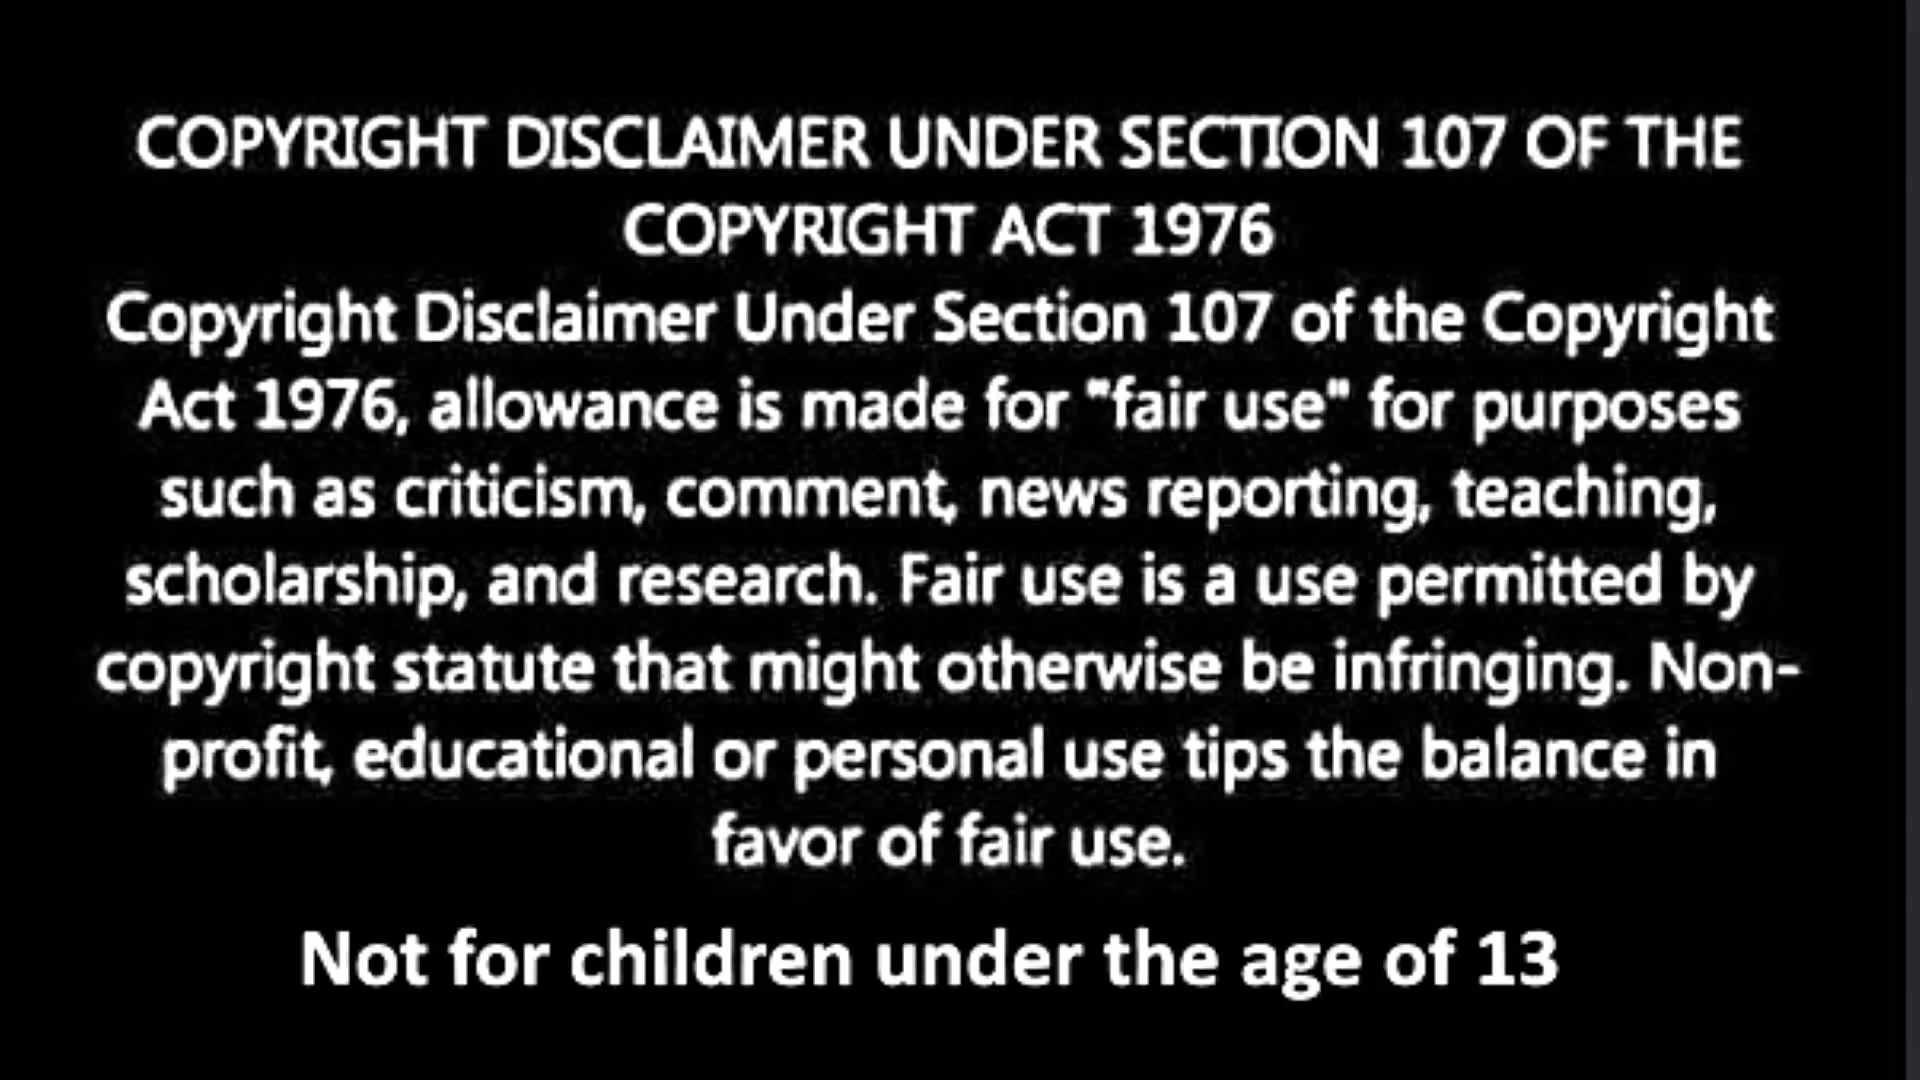 COPYRIGHT DISCLAIMER UNDER SECTION 107 OF THE
COPYRIGHT ACT 1976
Copyright Disclaimer Under Section 107 of the Copyright
Act 1976, allowance is made for "fair use" for purposes
such as criticism, comment, news reporting, teaching,
scholarship, and research. Fair use is a use permitted by
copyright statute that might otherwise be infringing. Non-
profit, educational or personal use tips the balance in
favor of fair use.
Not for children under the age of 13